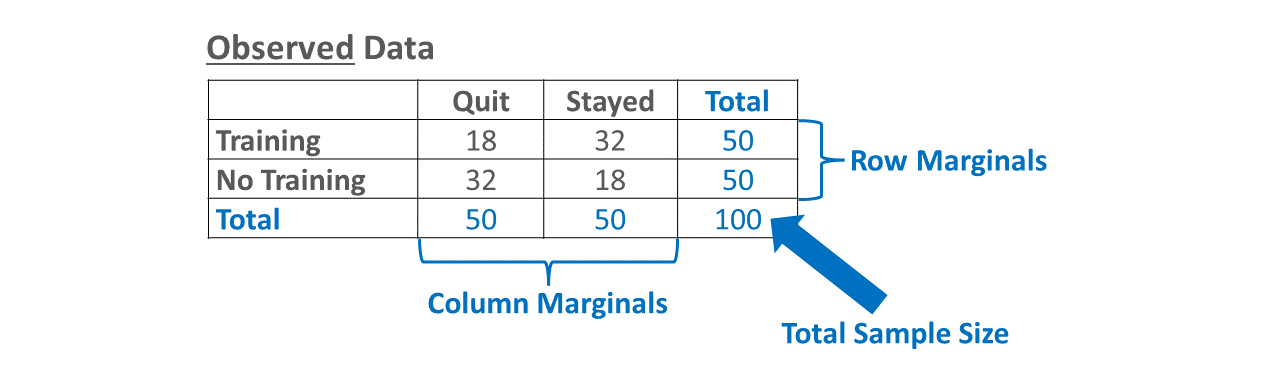 Observed Data
Quit Stayed Total
Training 18 32 50
No Training 32 18 50
Total 50 50 100
Row Marginals
Column Marginals
Total Sample Size